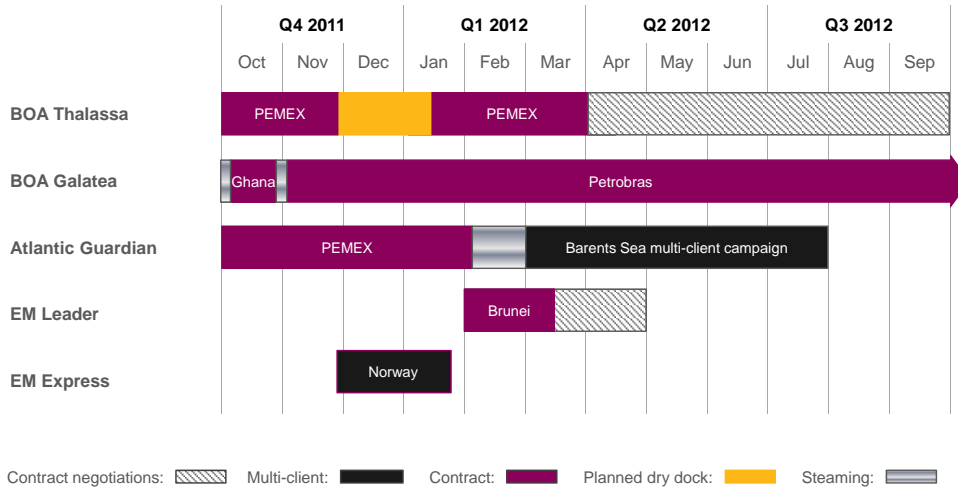 Q4 2011 Q1 2012 Q2 2012 Q3 2012
Oct Nov Dec Jan Feb Mar Apr May Jun Jul Aug Sep
BOA Thalassa PEMEX PEMEX
BOA Galatea Ghana Petrobras
Atlantic Guardian PEMEX Barents Sea multi-client campaign
EM Leader Brunei
EM Express Norway
Contract negotiations: Multi-client: Contract: Planned dry dock: Steaming: